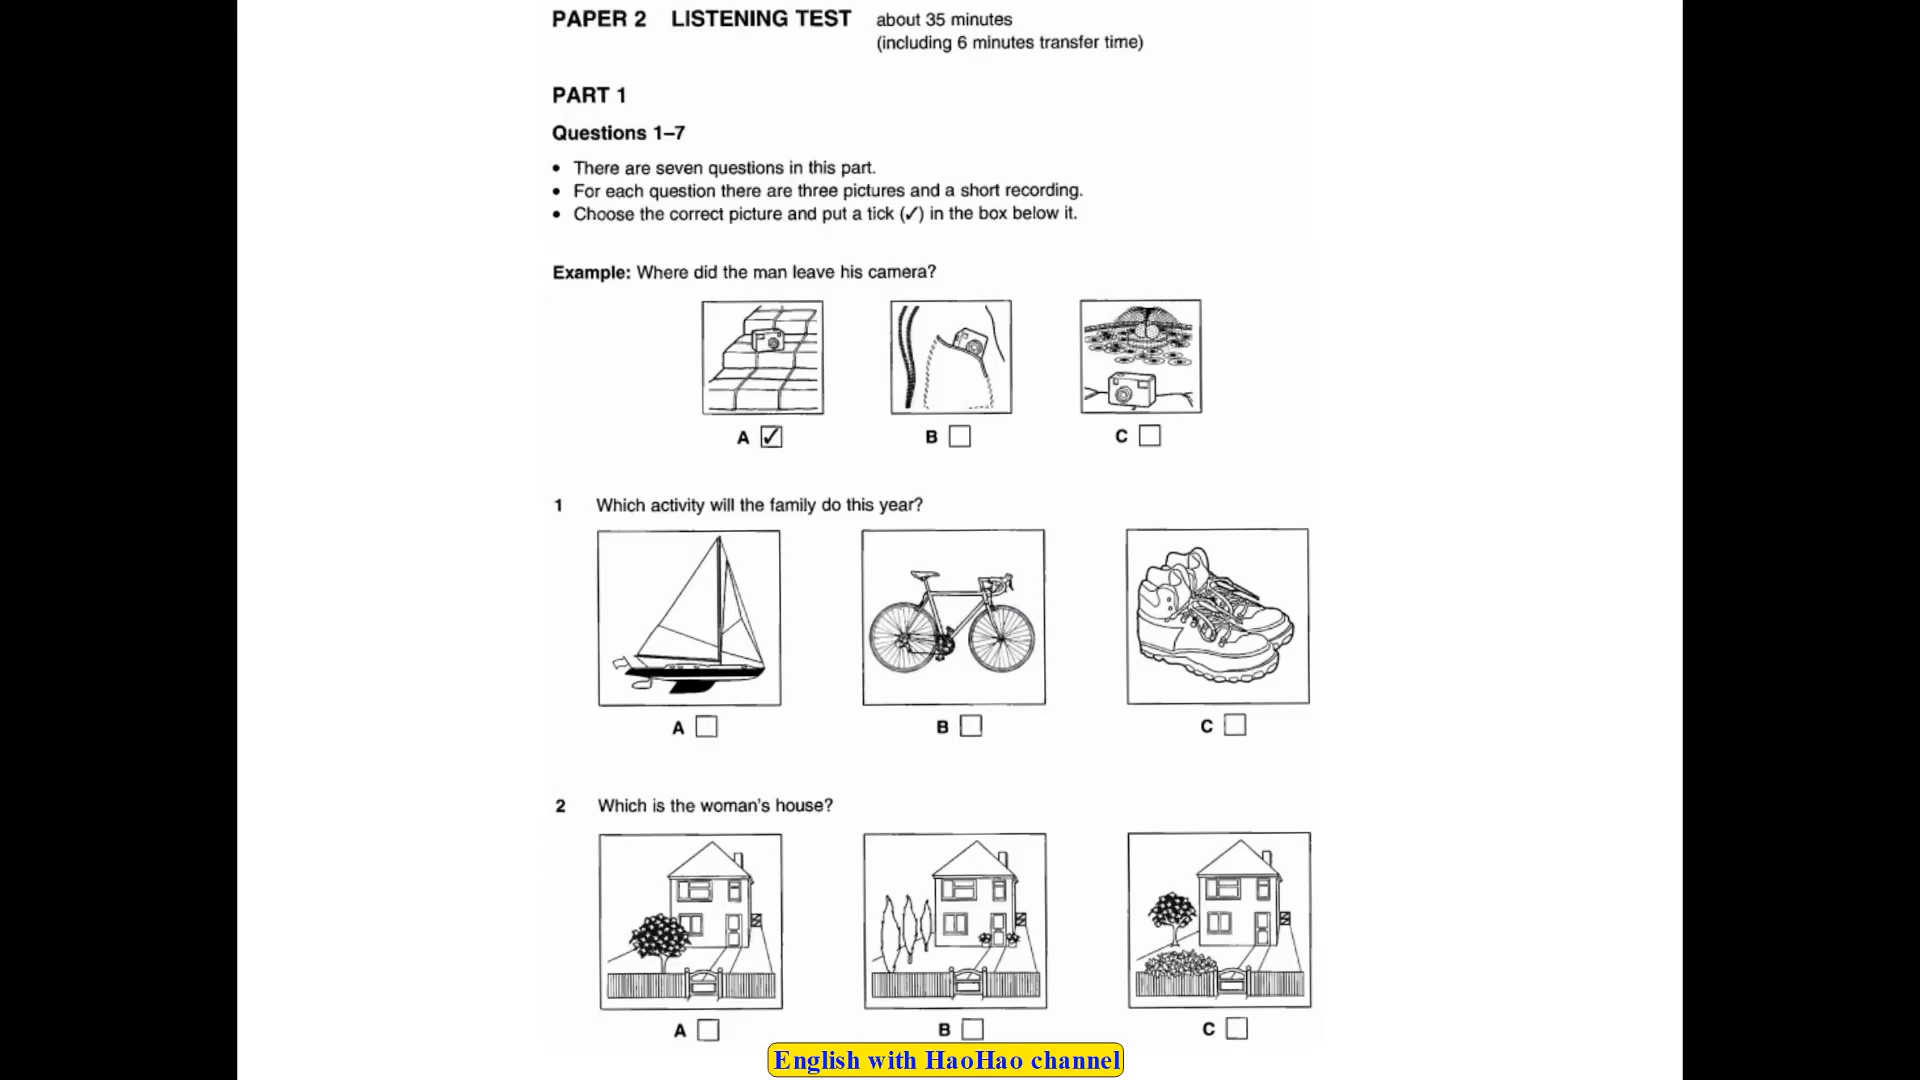 PAPER 2 LISTENING TEST about 35 minutes
(including 6 minutes transfer time)
PART 1
Questions 1–7
• There are seven questions in this part.
• For each question there are three pictures and a short recording.
• Choose the correct picture and put a tick (✓) in the box below it.
Example: Where did the man leave his camera?
A ✓ B C
1 Which activity will the family do this year?
A B C
2 Which is the woman's house?
A B C
English with HaoHao channel